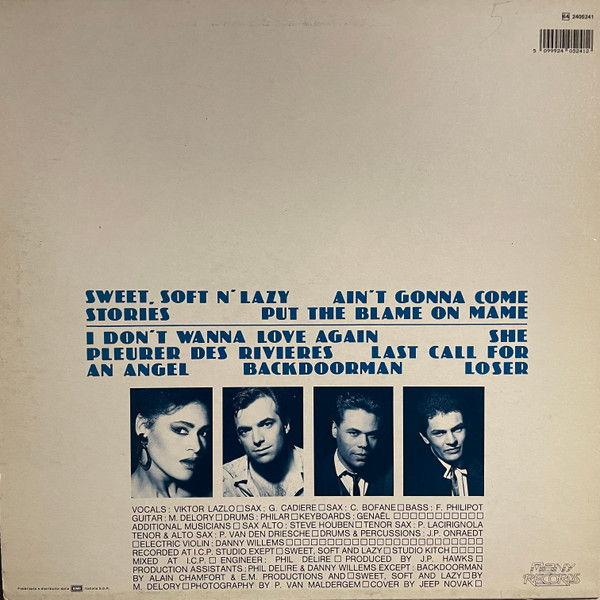 5
64 2405241
5 099924 052412
SWEET, SOFT N' LAZY AIN'T GONNA COME
STORIES PUT THE BLAME ON MAME
I DON'T WANNA LOVE AGAIN SHE
PLEURER DES RIVIERES LAST CALL FOR
AN ANGEL BACKDOORMAN LOSER
VOCALS: VIKTOR LAZLO□SAX: G. CADIERE□SAX: C. BOFANE□BASS: F. PHILIPOT
GUITAR: M. DELORY□DRUMS: PHILAR□KEYBOARDS: GENAËL□□□□□□□□□□
ADDITIONAL MUSICIANS□SAX ALTO: STEVE HOUBEN□TENOR SAX: P. LACIRIGNOLA
TENOR & ALTO SAX: P. VAN DEN DRIESCHE□DRUMS & PERCUSSIONS: J.P. ONRAEDT
□ELECTRIC VIOLIN: DANNY WILLEMS□□□□□□□□□□□□□□□□□□□□
RECORDED AT I.C.P. STUDIO EXEPT□SWEET, SOFT AND LAZY□STUDIO KITCH□□□□
MIXED AT I.C.P. □ ENGINEER: PHIL DELIRE □ PRODUCED BY J.P. HAWKS □
PRODUCTION ASSISTANTS: PHIL DELIRE & DANNY WILLEMS EXCEPT: BACKDOORMAN
BY ALAIN CHAMFORT & E.M. PRODUCTIONS AND□SWEET, SOFT AND LAZY□BY
M. DELORY□PHOTOGRAPHY BY P. VAN MALDERGEM□COVER BY JEEP NOVAK□
EMI
RECORDS